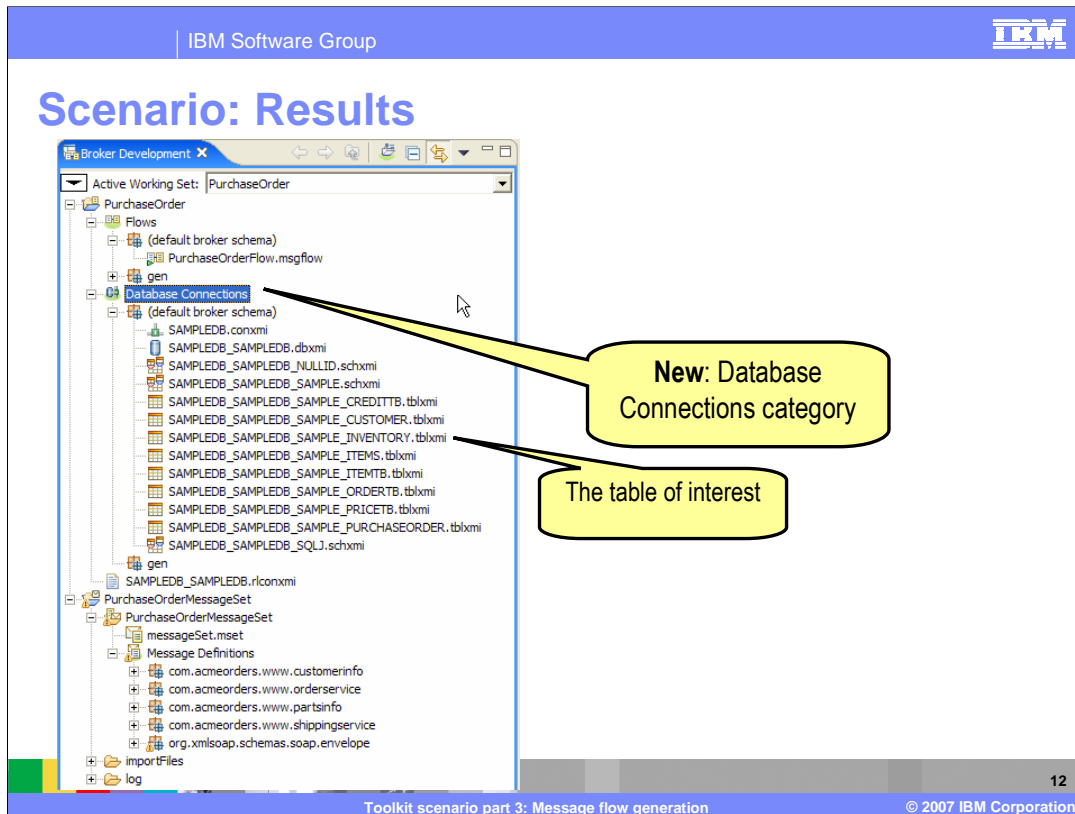 IBM Software Group
IBM
Scenario: Results
Broker Development
Active Working Set: PurchaseOrder
PurchaseOrder
Flows
(default broker schema)
PurchaseOrderFlow.msgflow
gen
Database Connections
(default broker schema)
SAMPLEDB.conxmi
SAMPLEDB_SAMPLEDB.dbxmi
SAMPLEDB_SAMPLEDB_NULLID.schxmi
SAMPLEDB_SAMPLEDB_SAMPLE.schxmi
SAMPLEDB_SAMPLEDB_SAMPLE_CREDITTB.tblxmi
SAMPLEDB_SAMPLEDB_SAMPLE_CUSTOMER.tblxmi
SAMPLEDB_SAMPLEDB_SAMPLE_INVENTORY.tblxmi
SAMPLEDB_SAMPLEDB_SAMPLE_ITEMS.tblxmi
SAMPLEDB_SAMPLEDB_SAMPLE_ITEMTB.tblxmi
SAMPLEDB_SAMPLEDB_SAMPLE_ORDERTB.tblxmi
SAMPLEDB_SAMPLEDB_SAMPLE_PRICETB.tblxmi
SAMPLEDB_SAMPLEDB_SAMPLE_PURCHASEORDER.tblxmi
SAMPLEDB_SAMPLEDB_SQLJ.schxmi
gen
SAMPLEDB_SAMPLEDB.rlconxmi
PurchaseOrderMessageSet
PurchaseOrderMessageSet
messageSet.mset
Message Definitions
com.acmeorders.www.customerinfo
com.acmeorders.www.orderservice
com.acmeorders.www.partsinfo
com.acmeorders.www.shippingservice
org.xmlsoap.schemas.soap.envelope
importFiles
log
New: Database
Connections category
The table of interest
12
Toolkit scenario part 3: Message flow generation
© 2007 IBM Corporation